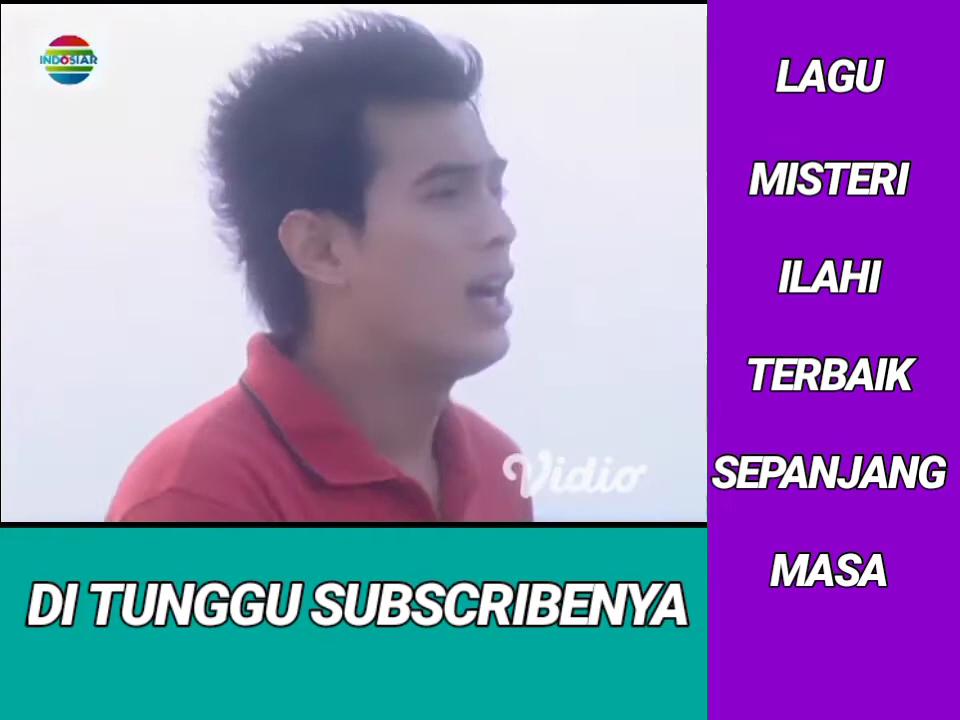 INDOSIAR
Vidio
LAGU
MISTERI
ILAHI
TERBAIK
SEPANJANG
MASA
DI TUNGGU SUBSCRIBENYA